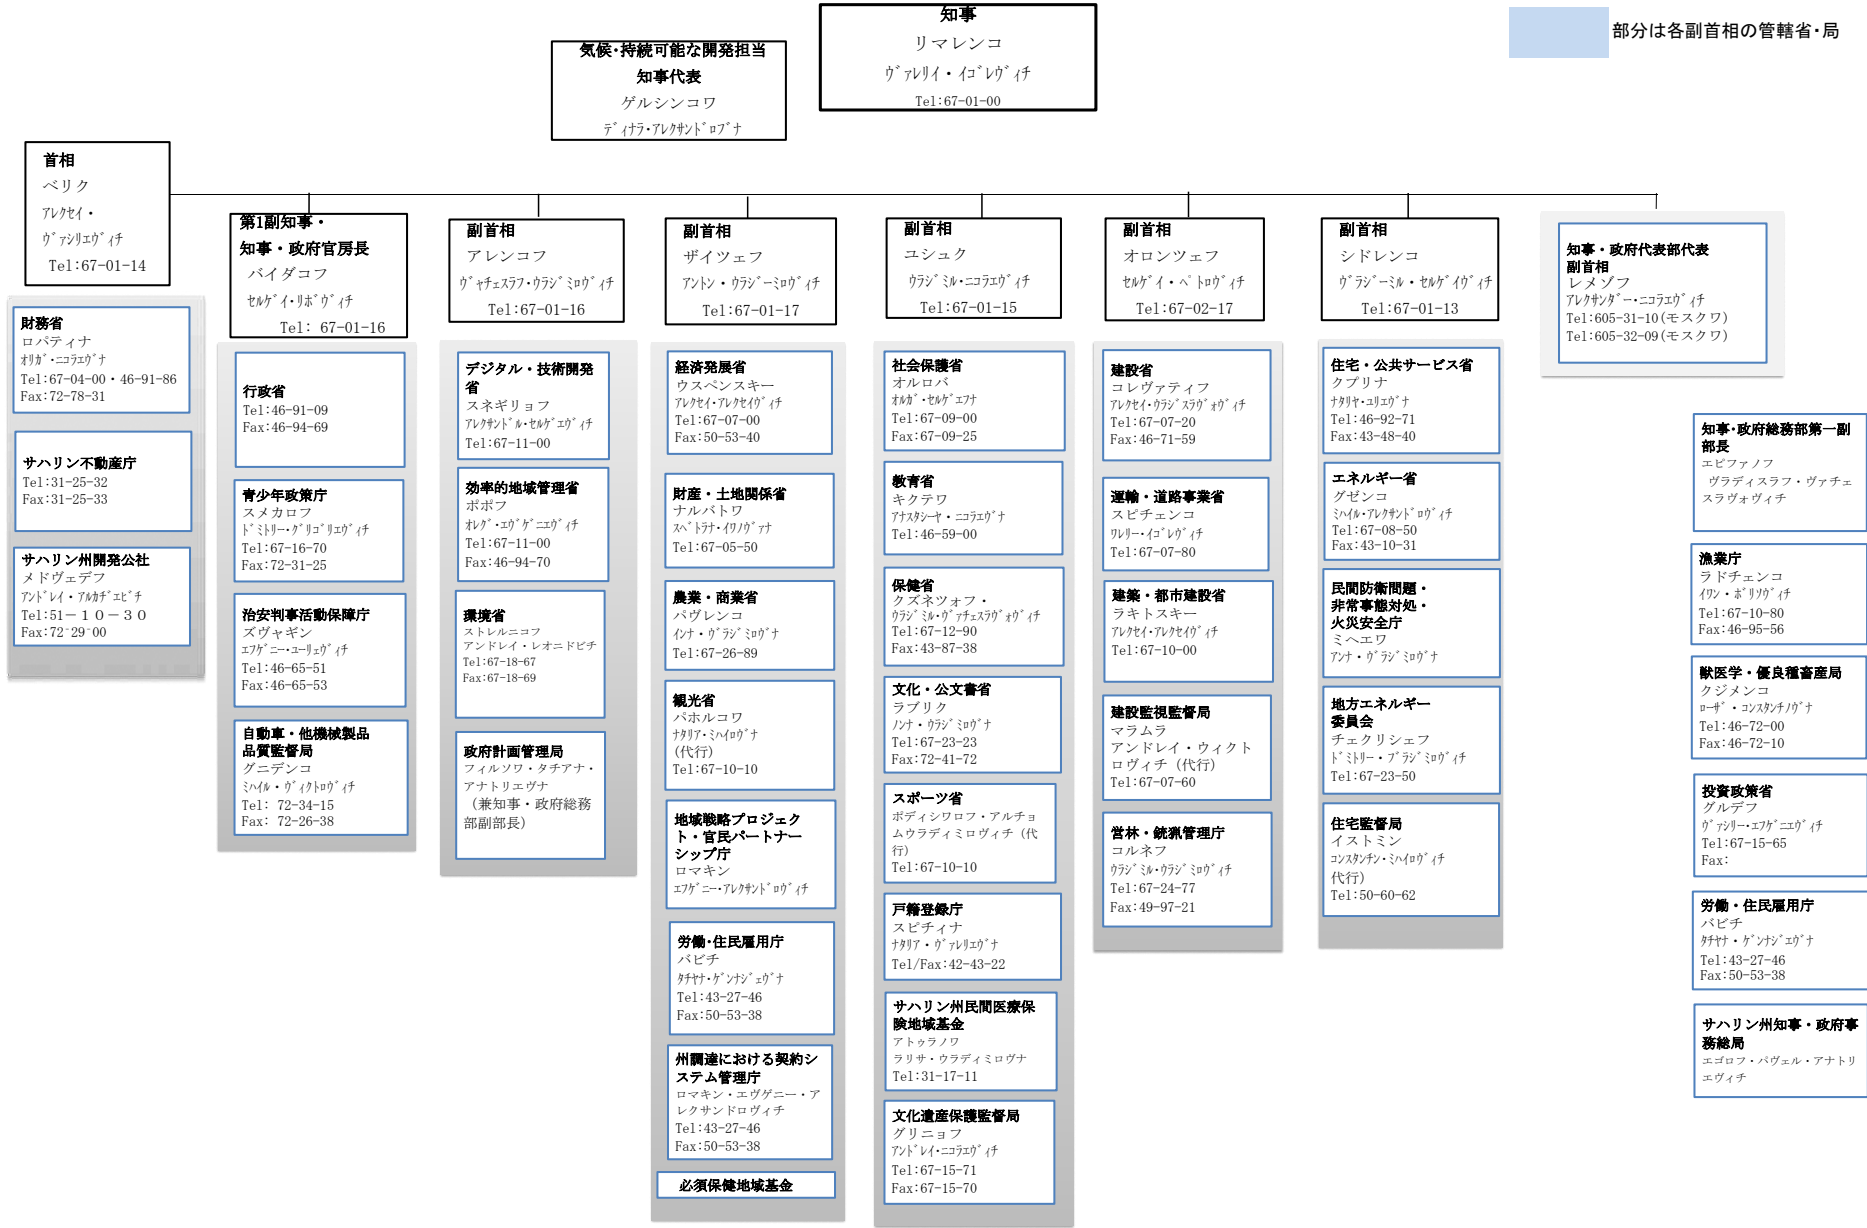 知事
リマレンコ
ヴァレリイ・イゴレヴィチ
Tel:67-01-00
部分は各副首相の管轄省・局
気候・持続可能な開発担当
知事代表
ゲルシンコワ
ディナラ・アレクサンドロブナ
首相
ベリク
アレクセイ・
ヴァシリエヴィチ
Tel:67-01-14
財務省
ロパティナ
オリガ・ニコラエヴナ
Tel:67-04-00・46-91-86
Fax:72-78-31
サハリン不動産庁
Tel:31-25-32
Fax:31-25-33
サハリン州開発公社
メドヴェデフ
アンドレイ・アルカヂエビチ
Tel:51－10－30
Fax:72-29-00
第1副知事・
知事・政府官房長
バイダコフ
セルゲイ・リボヴィチ
Tel: 67-01-16
行政省
Tel:46-91-09
Fax:46-94-69
青少年政策庁
スメカロフ
ドミトリー・グリゴリエヴィチ
Tel:67-16-70
Fax:72-31-25
治安判事活動保障庁
ズヴャギン
エフゲニー・ユーリェヴィチ
Tel:46-65-51
Fax:46-65-53
自動車・他機械製品
品質監督局
グニデンコ
ミハイル・ヴィクトロヴィチ
Tel: 72-34-15
Fax: 72-26-38
副首相
アレンコフ
ヴャチェスラフ・ウラジミロヴィチ
Tel:67-01-16
デジタル・技術開発
省
スネギリョフ
アレクサンドル・セルゲエヴィチ
Tel:67-11-00
効率的地域管理省
ポポフ
オレグ・エヴゲニエヴィチ
Tel:67-11-00
Fax:46-94-70
環境省
ストレルニコフ
アンドレイ・レオニドビチ
Tel:67-18-67
Fax:67-18-69
政府計画管理局
フィルソワ・タチアナ・
アナトリエヴナ
（兼知事・政府総務
部副部長）
副首相
ザイツェフ
アントン・ウラジーミロヴィチ
Tel:67-01-17
経済発展省
ウスペンスキー
アレクセイ・アレクセイヴィチ
Tel:67-07-00
Fax:50-53-40
財産・土地関係省
ナルバトワ
スベトラナ・イワノヴァナ
Tel:67-05-50
農業・商業省
パヴレンコ
インナ・ヴラジミロヴナ
Tel:67-26-89
観光省
パホルコワ
ナタリア・ミハイロヴナ
(代行)
Tel:67-10-10
地域戦略プロジェク
ト・官民パートナー
シップ庁
ロマキン
エフゲニー・アレクサンドロヴィチ
労働・住民雇用庁
バビチ
タチヤナ・ゲンナジェヴナ
Tel:43-27-46
Fax:50-53-38
州調達における契約シ
ステム管理庁
ロマキン・エヴゲニー・ア
レクサンドロヴィチ
Tel:43-27-46
Fax:50-53-38
必須保健地域基金
副首相
ユシュク
ウラジミル・ニコラエヴィチ
Tel:67-01-15
社会保護省
オルロバ
オルガ・セルゲエフナ
Tel:67-09-00
Fax:67-09-25
教育省
キクテワ
アナスタシーヤ・ニコラエヴナ
Tel:46-59-00
保健省
クズネツォフ・
ウラジミル・ヴァチェスラヴォヴィチ
Tel:67-12-90
Fax:43-87-38
文化・公文書省
ラブリク
ノンナ・ウラジミロヴナ
Tel:67-23-23
Fax:72-41-72
スポーツ省
ボディシワロフ・アルチョ
ムウラディミロヴィチ（代
行）
Tel:67-10-10
戸籍登録庁
スピチィナ
ナタリア・ヴァレリエヴナ
Tel/Fax:42-43-22
サハリン州民間医療保
険地域基金
アトゥラノワ
ラリサ・ウラディミロヴナ
Tel:31-17-11
文化遺産保護監督局
グリニョフ
アンドレイ・ニコラエヴィチ
Tel:67-15-71
Fax:67-15-70
副首相
オロンツェフ
セルゲイ・ペトロヴィチ
Tel:67-02-17
建設省
コレヴァティフ
アレクセイ・ウラジスラヴォヴィチ
Tel:67-07-20
Fax:46-71-59
運輸・道路事業省
スピチェンコ
ワレリー・イゴレヴィチ
Tel:67-07-80
建築・都市建設省
ラキトスキー
アレクセイ・アレクセイヴィチ
Tel:67-10-00
建設監視監督局
マラムラ
アンドレイ・ウィクト
ロヴィチ（代行）
Tel:67-07-60
営林・銃猟管理庁
コルネフ
ウラジミル・ウラジミロヴィチ
Tel:67-24-77
Fax:49-97-21
副首相
シドレンコ
ヴラジーミル・セルゲイヴィチ
Tel:67-01-13
住宅・公共サービス省
クプリナ
ナタリヤ・ユリエヴナ
Tel:46-92-71
Fax:43-48-40
エネルギー省
グゼンコ
ミハイル・アレクサンドロヴィチ
Tel:67-08-50
Fax:43-10-31
民間防衛問題・
非常事態対処・
火災安全庁
ミヘエワ
アンナ・ヴラジミロヴナ
地方エネルギー
委員会
チェクリシェフ
ドミトリー・ブラジミロヴィチ
Tel:67-23-50
住宅監督局
イストミン
コンスタンチン・ミハイロヴィチ
代行）
Tel:50-60-62
知事・政府代表部代表
副首相
レメゾフ
アレクサンダー・ニコラエヴィチ
Tel:605-31-10(モスクワ)
Tel:605-32-09(モスクワ)
知事・政府総務部第一副
部長
エピファノフ
ヴラディスラフ・ヴァチェ
スラヴォヴィチ
漁業庁
ラドチェンコ
イワン・ボリソヴィチ
Tel:67-10-80
Fax:46-95-56
獣医学・優良種畜産局
クジメンコ
ローザ・コンスタンチノヴナ
Tel:46-72-00
Fax:46-72-10
投資政策省
グルデフ
ヴァシリー・エフゲニエヴィチ
Tel:67-15-65
Fax:
労働・住民雇用庁
バビチ
タチヤナ・ゲンナジエヴナ
Tel:43-27-46
Fax:50-53-38
サハリン州知事・政府事
務総局
エゴロフ・パヴェル・アナトリ
エヴィチ